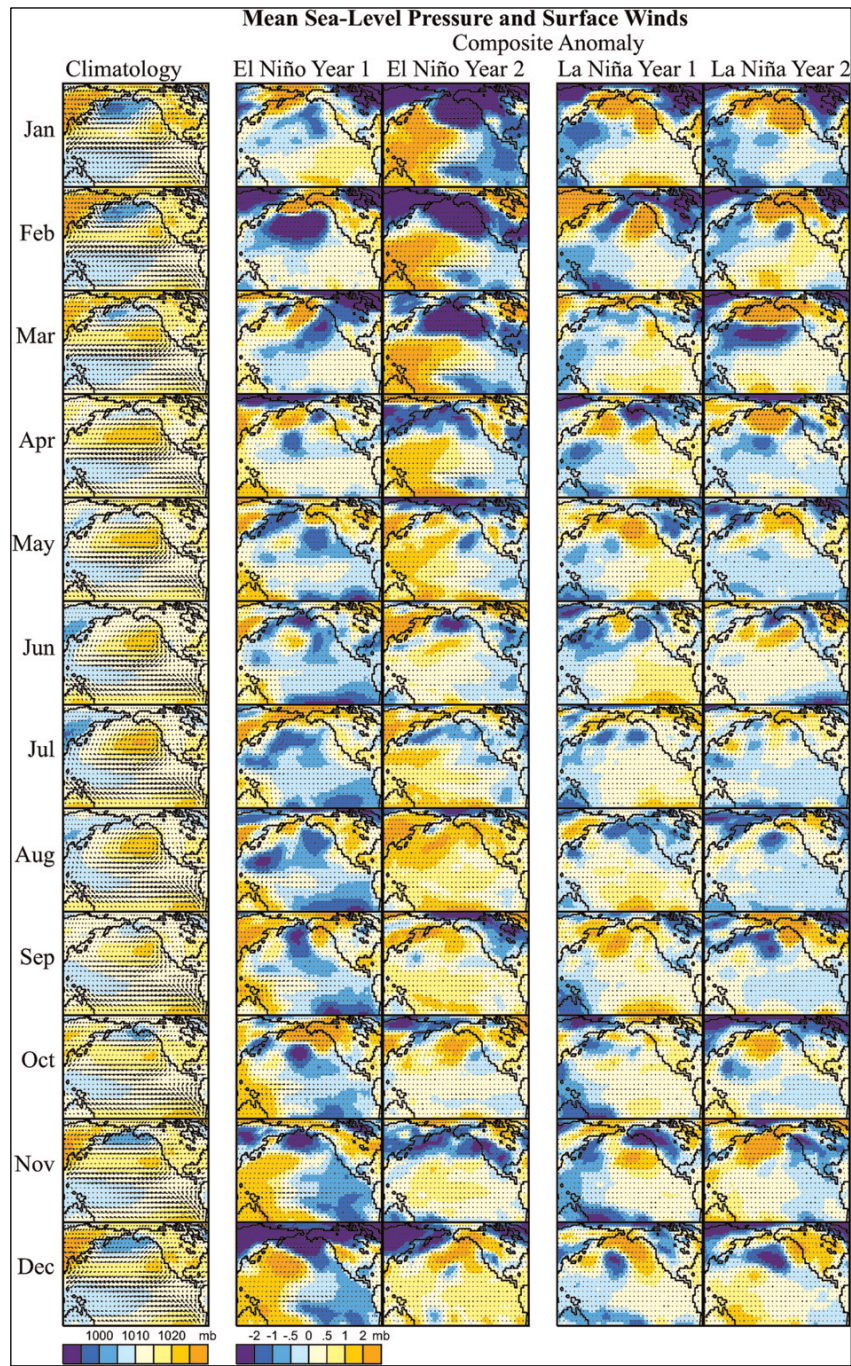 Mean Sea-Level Pressure and Surface Winds
Composite Anomaly
Climatology El Niño Year 1 El Niño Year 2 La Niña Year 1 La Niña Year 2
Jan
Feb
Mar
Apr
May
Jun
Jul
Aug
Sep
Oct
Nov
Dec
1000 1010 1020 mb -2 -1 -.5 0 .5 1 2 mb